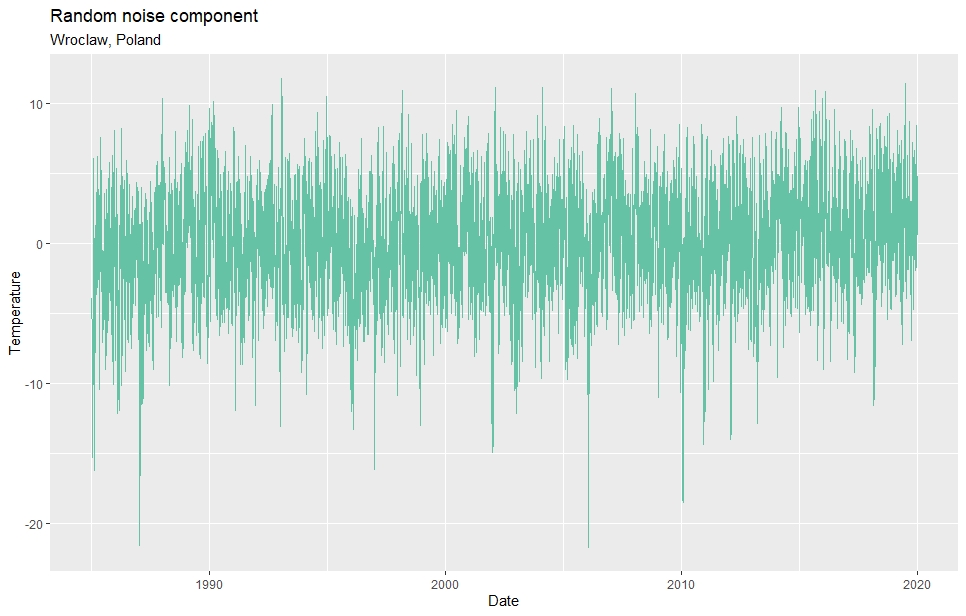 Random noise component
Wroclaw, Poland
Temperature
10
0
-10
-20
1990
2000
2010
2020
Date